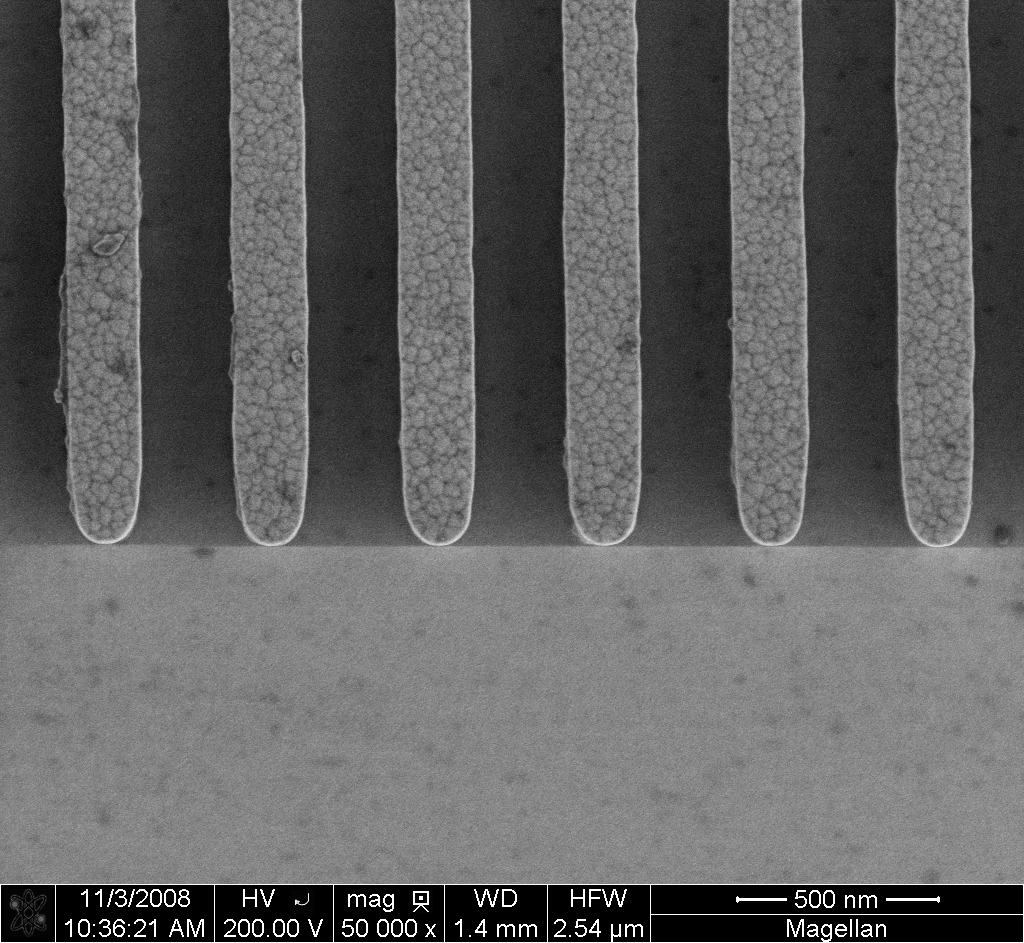 11/3/2008
10:36:21 AM
HV
200.00 V
mag
50 000 x
WD
1.4 mm
HFW
2.54 µm
500 nm
Magellan